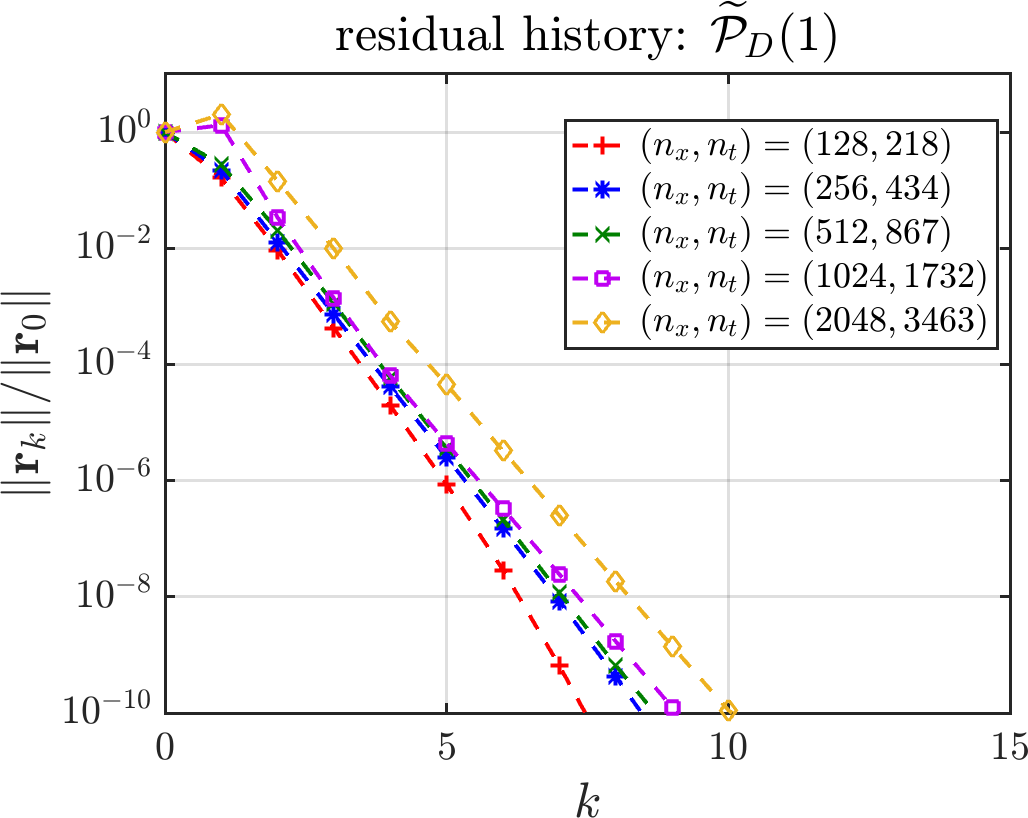 residual history: $\widetilde{\mathcal{P}}_D(1)$
$\|\mathbf{r}_k\|/\|\mathbf{r}_0\|$
$10^{0}$
$10^{-2}$
$10^{-4}$
$10^{-6}$
$10^{-8}$
$10^{-10}$
$(n_x, n_t) = (128, 218)$
$(n_x, n_t) = (256, 434)$
$(n_x, n_t) = (512, 867)$
$(n_x, n_t) = (1024, 1732)$
$(n_x, n_t) = (2048, 3463)$
0 5 10 15
$k$